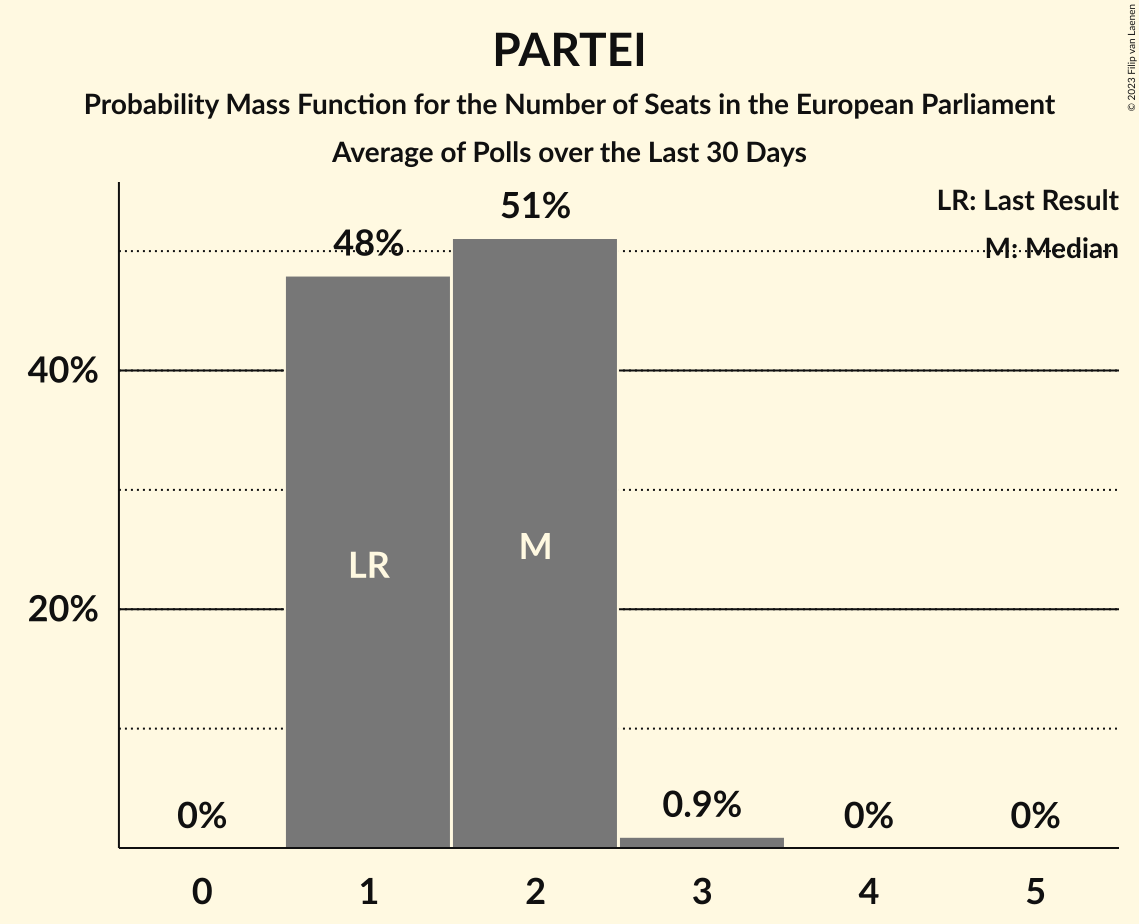 PARTEI
Probability Mass Function for the Number of Seats in the European Parliament
Average of Polls over the Last 30 Days
© 2023 Filip van Laenen
LR: Last Result
M: Median
51%
48%
40%
LR
M
20%
0%
0.9%
0%
0%
0 1 2 3 4 5